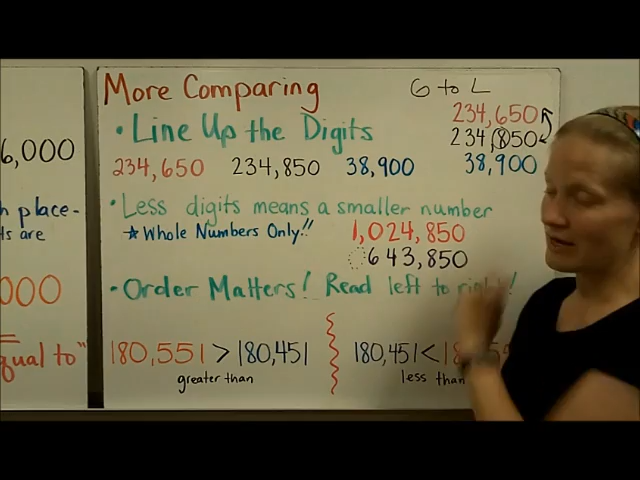 6,000
h place-
ts are
000
qual to"
More Comparing
G to L
• Line Up the Digits
234,650
234,850
38,900
234,650 234,850 38,900
• Less digits means a smaller number
★ Whole Numbers Only!!
1,024,850
643,850
• Order Matters! Read left to right!
180,551 > 180,451
greater than
180,451 < 18
less than